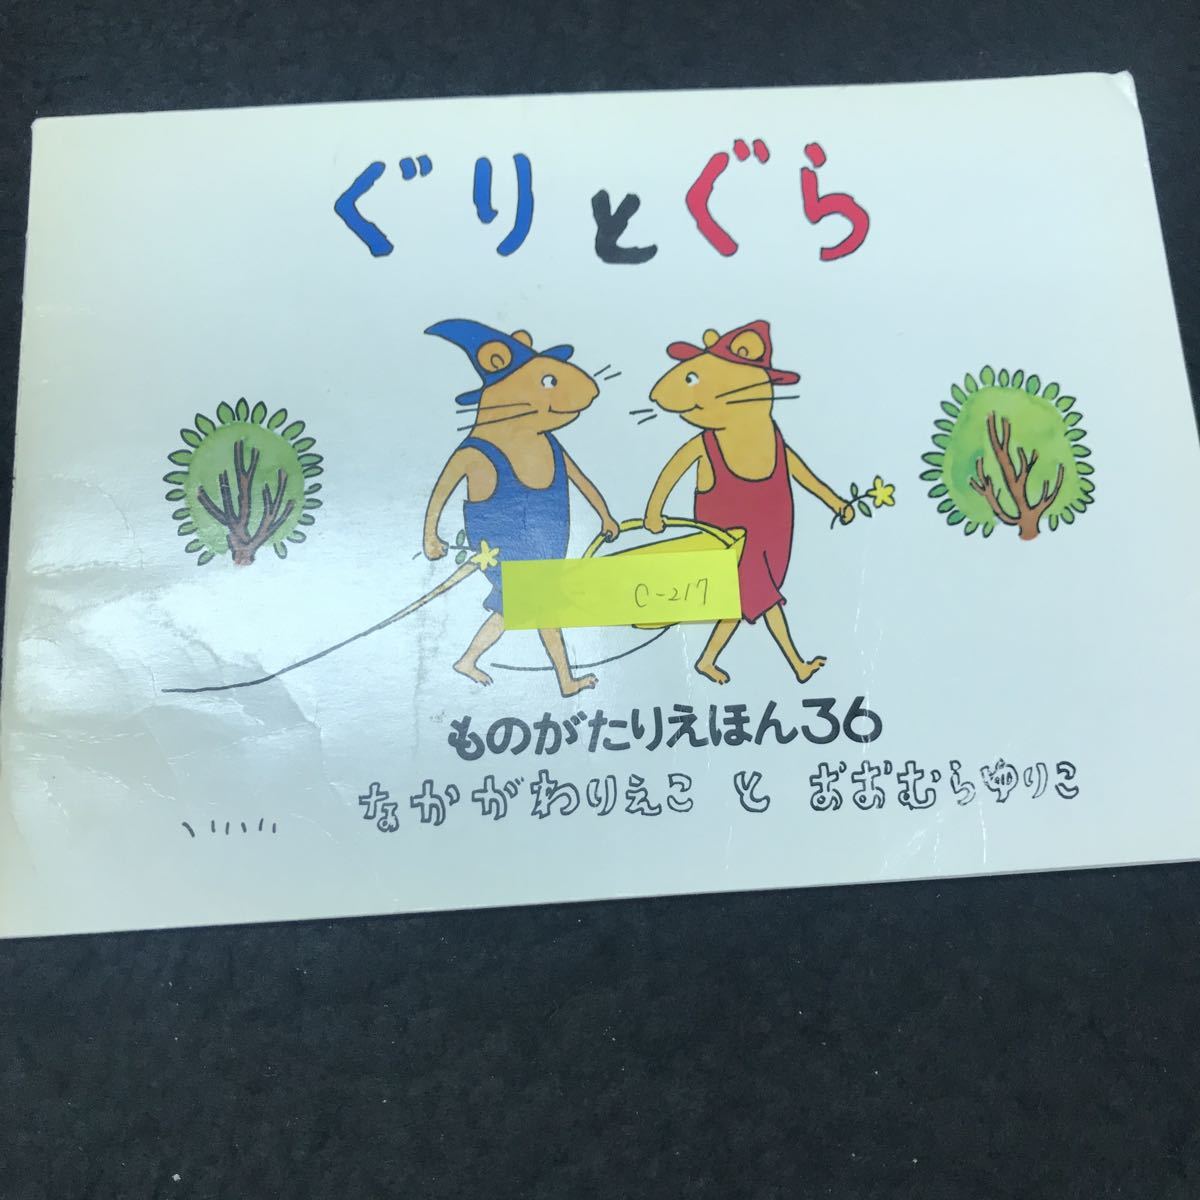 ぐりとぐら
C-217
ものがたりえほん36
なかがわりえこ と おおむらゆりこ